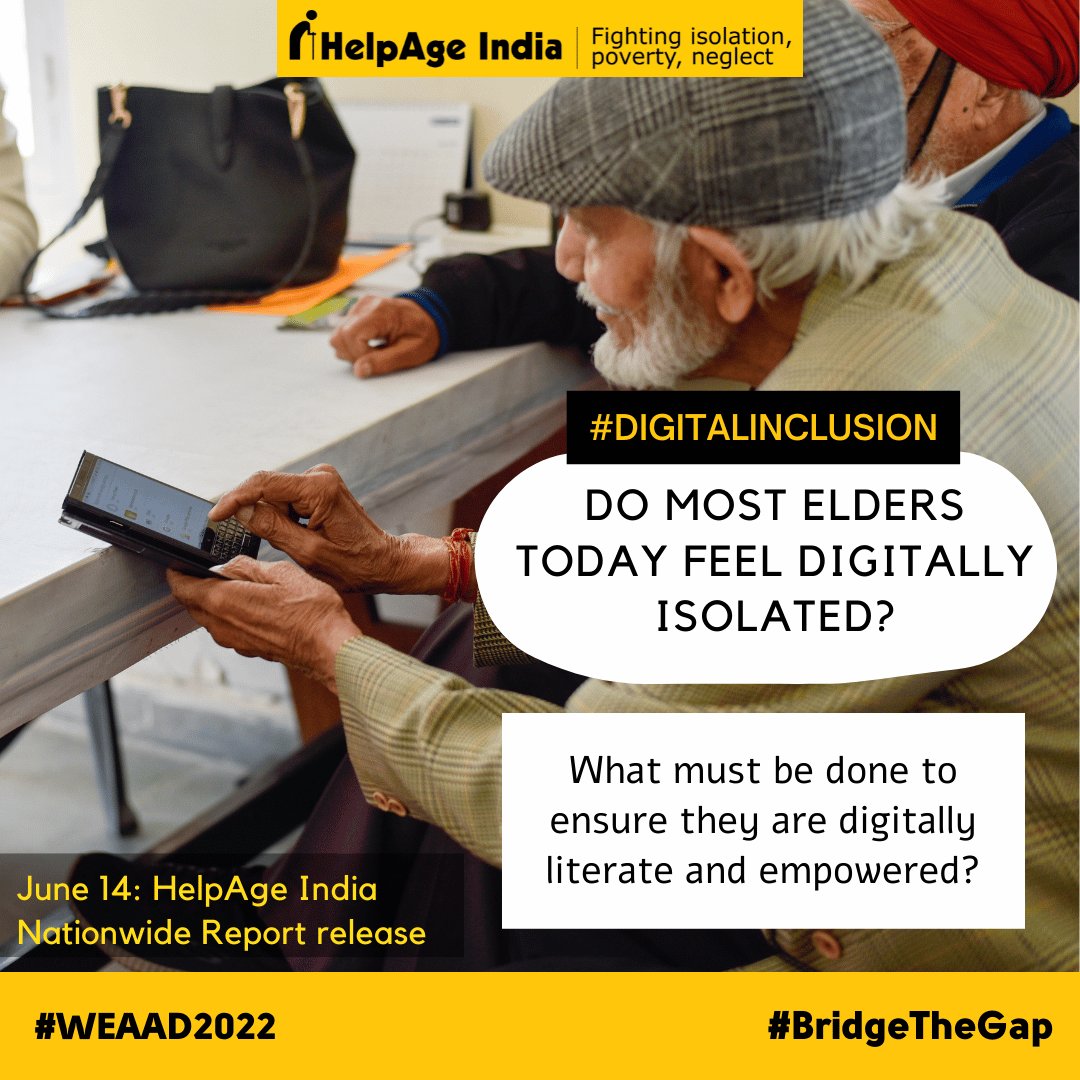 HelpAge India
Fighting isolation,
poverty, neglect
#DIGITALINCLUSION
DO MOST ELDERS
TODAY FEEL DIGITALLY
ISOLATED?
What must be done to
ensure they are digitally
literate and empowered?
June 14: HelpAge India
Nationwide Report release
#WEAAD2022
#BridgeTheGap